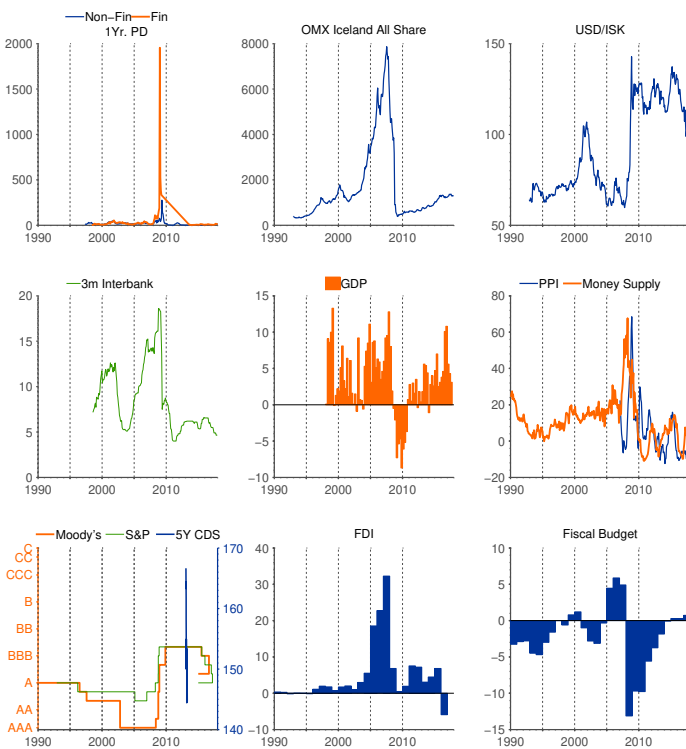 Non-Fin Fin
1Yr. PD
2000
1500
1000
500
0
1990 2000 2010
OMX Iceland All Share
8000
6000
4000
2000
0
1990 2000 2010
USD/ISK
150
100
50
1990 2000 2010
3m Interbank
20
15
10
5
0
1990 2000 2010
GDP
15
10
5
0
−5
−10
1990 2000 2010
PPI Money Supply
80
60
40
20
0
−20
1990 2000 2010
Moody's S&P 5Y CDS
C
CC
CCC
B
BB
BBB
A
AA
AAA
170
160
150
140
1990 2000 2010
FDI
40
30
20
10
0
−10
1990 2000 2010
Fiscal Budget
10
5
0
−5
−10
−15
1990 2000 2010